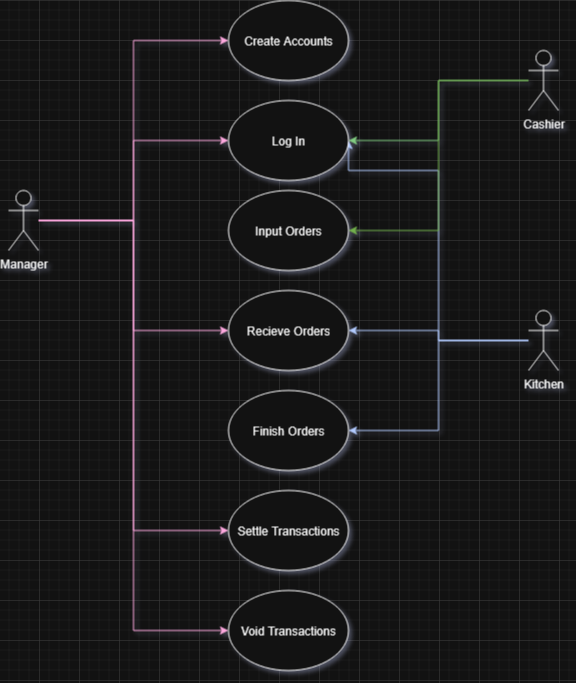 Create Accounts
Cashier
Log In
Input Orders
Manager
Recieve Orders
Kitchen
Finish Orders
Settle Transactions
Void Transactions